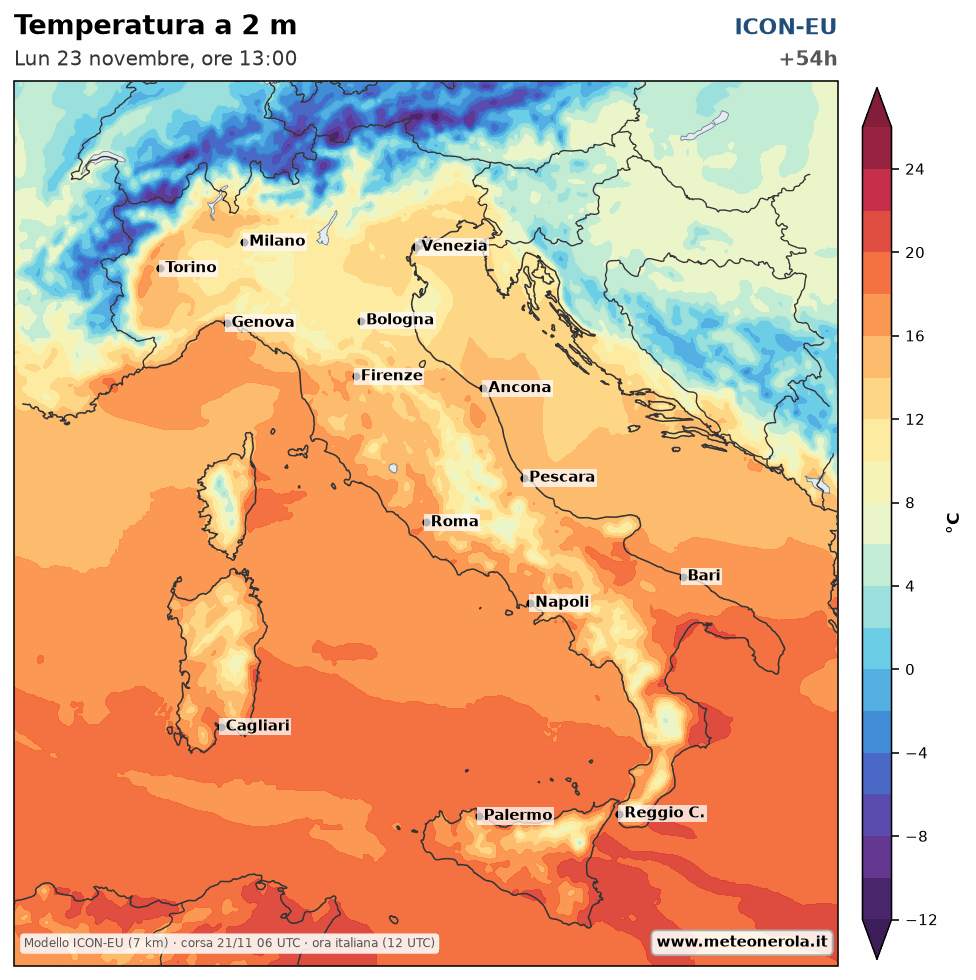 Temperatura a 2 m
ICON-EU
Lun 23 novembre, ore 13:00
+54h
Milano
Venezia
Torino
Genova
Bologna
Firenze
Ancona
Pescara
Roma
Bari
Napoli
Cagliari
Palermo
Reggio C.
24
20
16
12
8
4
0
−4
−8
−12
°C
Modello ICON-EU (7 km) · corsa 21/11 06 UTC · ora italiana (12 UTC)
www.meteonerola.it